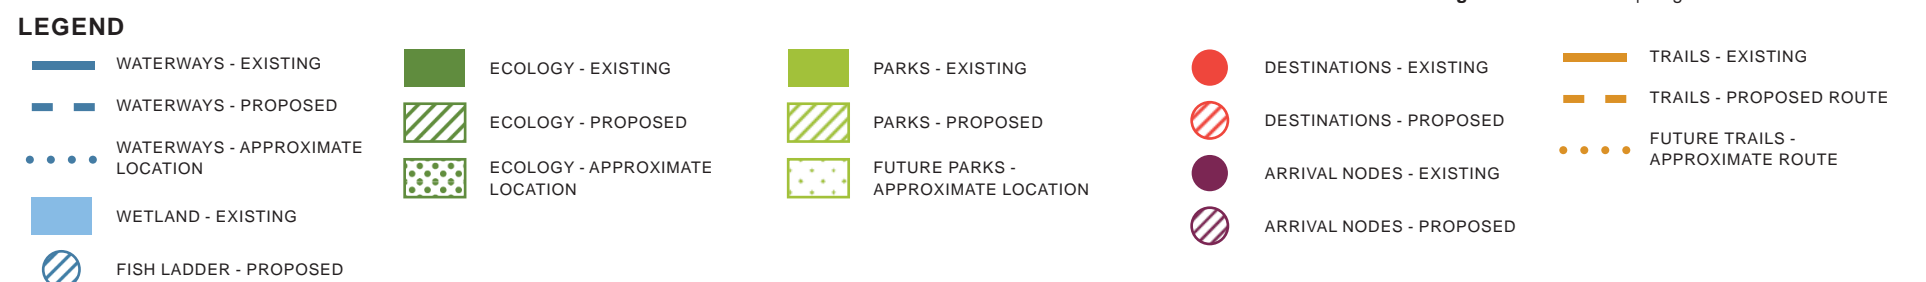 LEGEND
WATERWAYS - EXISTING
WATERWAYS - PROPOSED
WATERWAYS - APPROXIMATE
LOCATION
WETLAND - EXISTING
FISH LADDER - PROPOSED
ECOLOGY - EXISTING
ECOLOGY - PROPOSED
ECOLOGY - APPROXIMATE
LOCATION
PARKS - EXISTING
PARKS - PROPOSED
FUTURE PARKS -
APPROXIMATE LOCATION
DESTINATIONS - EXISTING
DESTINATIONS - PROPOSED
ARRIVAL NODES - EXISTING
ARRIVAL NODES - PROPOSED
TRAILS - EXISTING
TRAILS - PROPOSED ROUTE
FUTURE TRAILS -
APPROXIMATE ROUTE